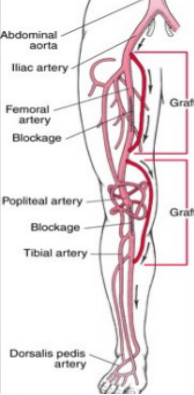 Abdominal
aorta
Iliac artery
Graf
Femoral
artery
Blockage
Popliteal artery
Graf
Blockage
Tibial artery
Dorsalis pedis
artery